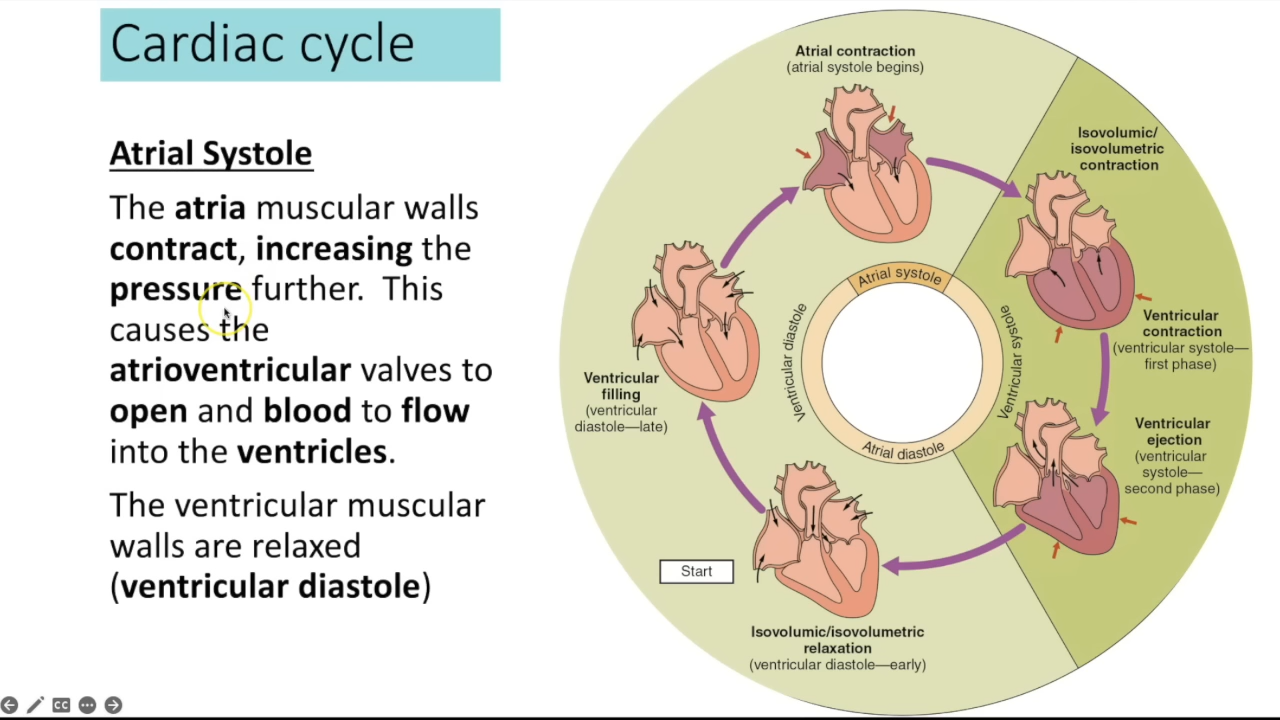 Cardiac cycle
Atrial Systole
The atria muscular walls
contract, increasing the
pressure further. This
causes the
atrioventricular valves to
open and blood to flow
into the ventricles.
The ventricular muscular
walls are relaxed
(ventricular diastole)
Atrial contraction
(atrial systole begins)
Isovolumic/
isovolumetric
contraction
Ventricular
contraction
(ventricular systole—
first phase)
Ventricular
ejection
(ventricular
systole—
second phase)
Isovolumic/isovolumetric
relaxation
(ventricular diastole—early)
Start
Ventricular
filling
(ventricular
diastole—late)
Atrial systole
Ventricular systole
Atrial diastole
Ventricular diastole
CC